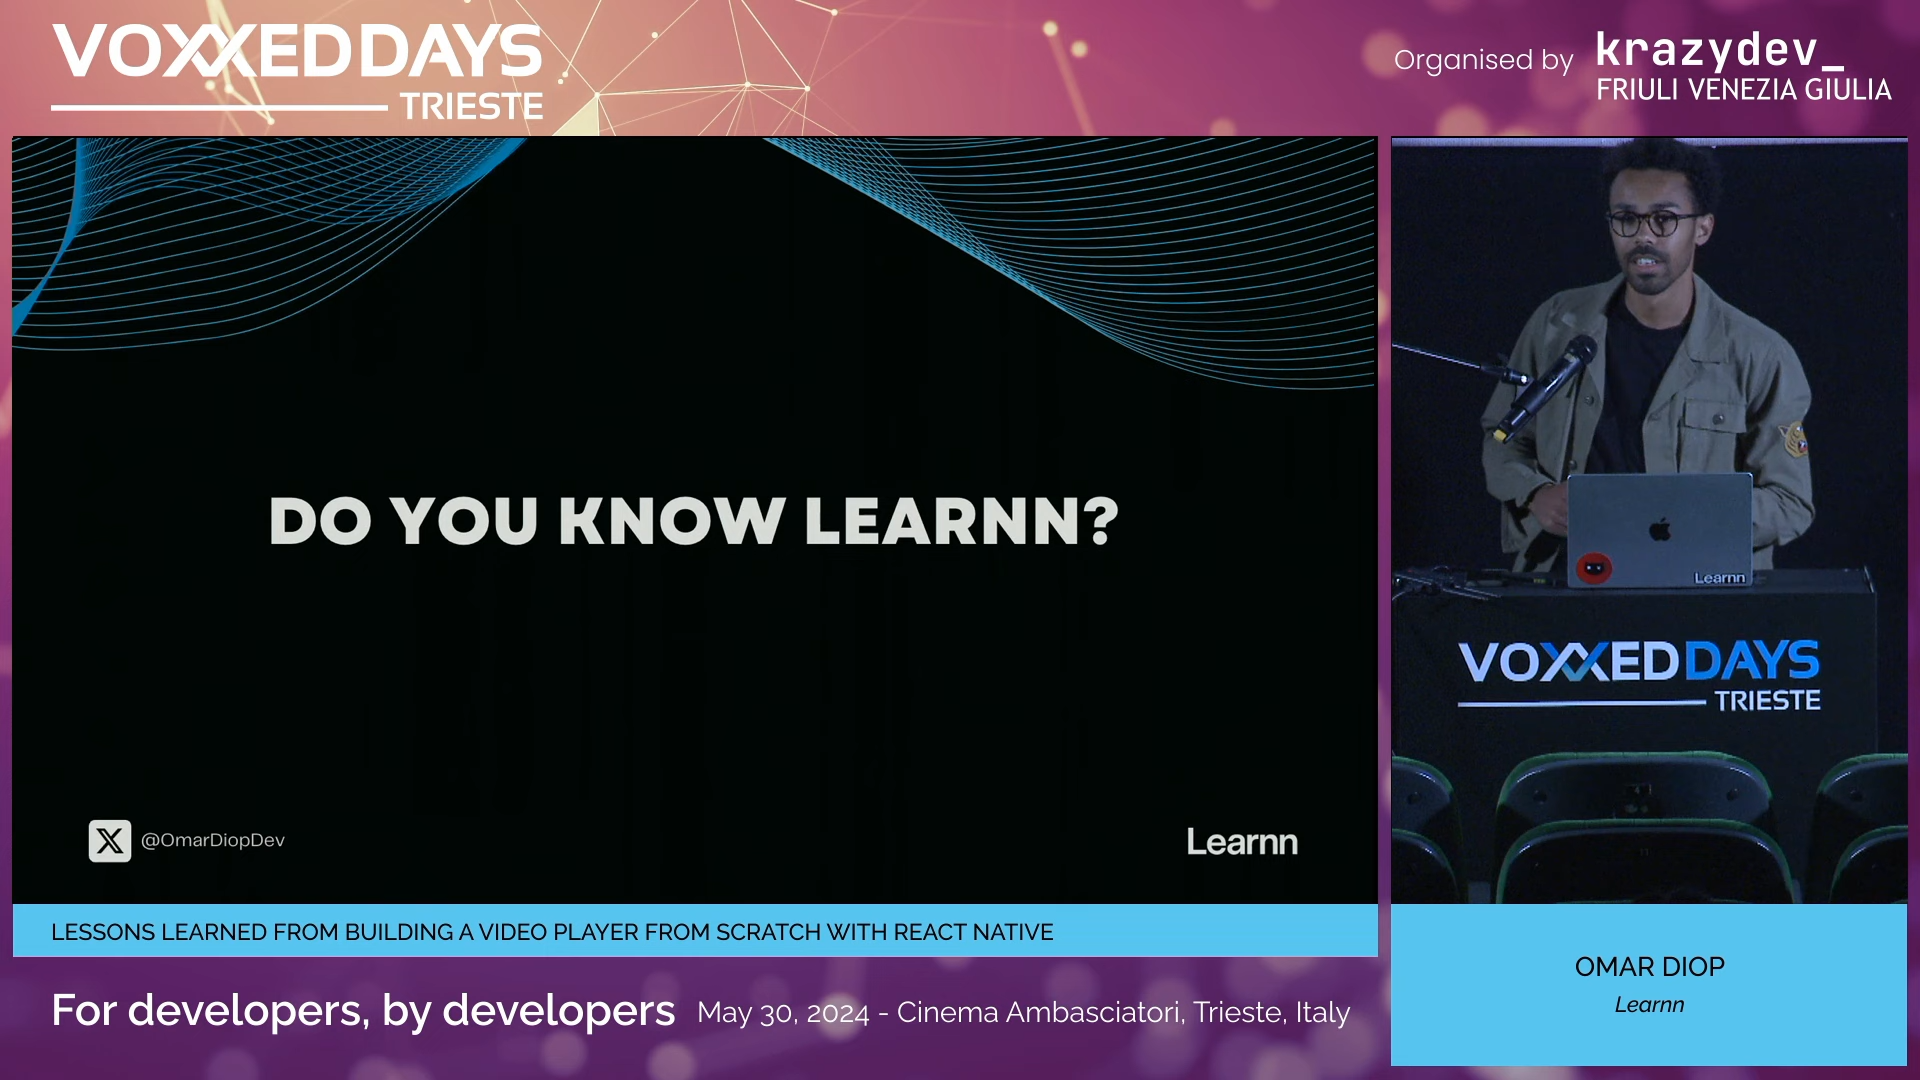 VOXXEDDAYS
TRIESTE
Organised by
krazydev_
FRIULI VENEZIA GIULIA
DO YOU KNOW LEARNN?
@OmarDiopDev
Learnn
Learnn
VOXXEDDAYS
TRIESTE
LESSONS LEARNED FROM BUILDING A VIDEO PLAYER FROM SCRATCH WITH REACT NATIVE
OMAR DIOP
Learnn
For developers, by developers May 30, 2024 - Cinema Ambasciatori, Trieste, Italy